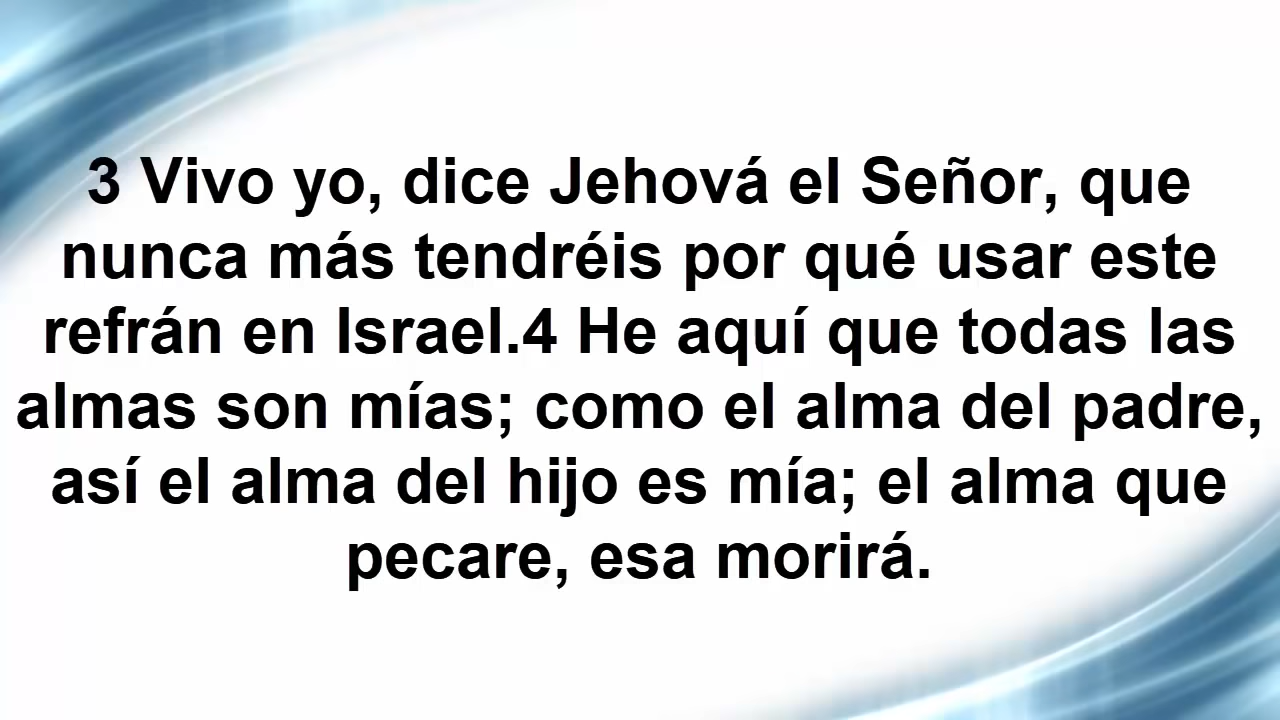 3 Vivo yo, dice Jehová el Señor, que
nunca más tendréis por qué usar este
refrán en Israel.4 He aquí que todas las
almas son mías; como el alma del padre,
así el alma del hijo es mía; el alma que
pecare, esa morirá.